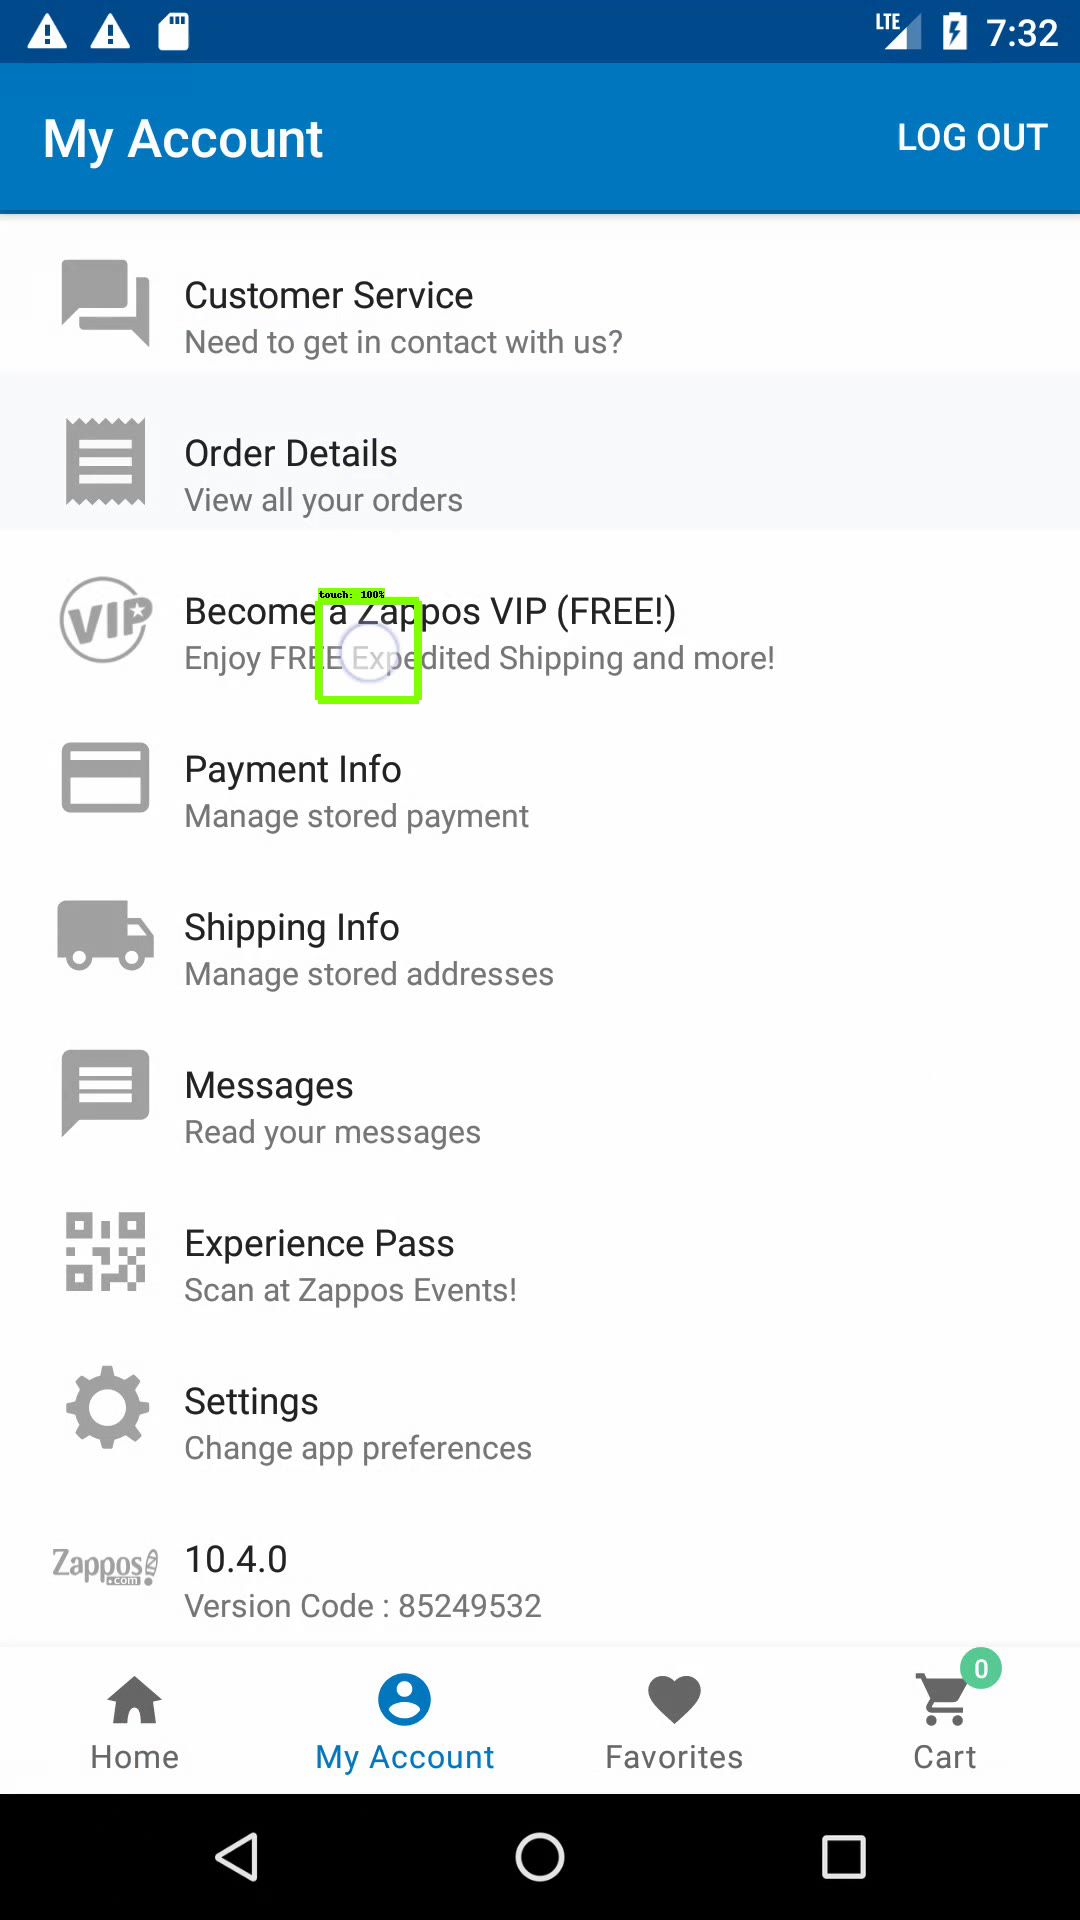 LTE 7:32
My Account LOG OUT
Customer Service
Need to get in contact with us?
Order Details
View all your orders
touch: 100%
VIP
Become a Zappos VIP (FREE!)
Enjoy FREE Expedited Shipping and more!
Payment Info
Manage stored payment
Shipping Info
Manage stored addresses
Messages
Read your messages
Experience Pass
Scan at Zappos Events!
Settings
Change app preferences
Zappos
.com
10.4.0
Version Code : 85249532
0
Home My Account Favorites Cart